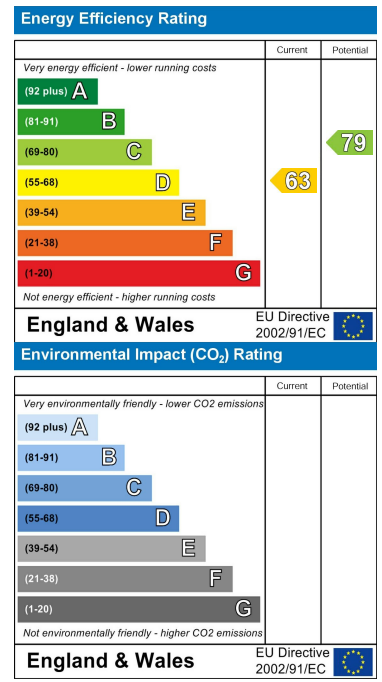 Energy Efficiency Rating
Current Potential
Very energy efficient - lower running costs
(92 plus) A
(81-91) B
(69-80) C
(55-68) D
(39-54) E
(21-38) F
(1-20) G
79
63
Not energy efficient - higher running costs
England & Wales
EU Directive
2002/91/EC
Environmental Impact (CO₂) Rating
Current Potential
Very environmentally friendly - lower CO2 emissions
(92 plus) A
(81-91) B
(69-80) C
(55-68) D
(39-54) E
(21-38) F
(1-20) G
Not environmentally friendly - higher CO2 emissions
England & Wales
EU Directive
2002/91/EC